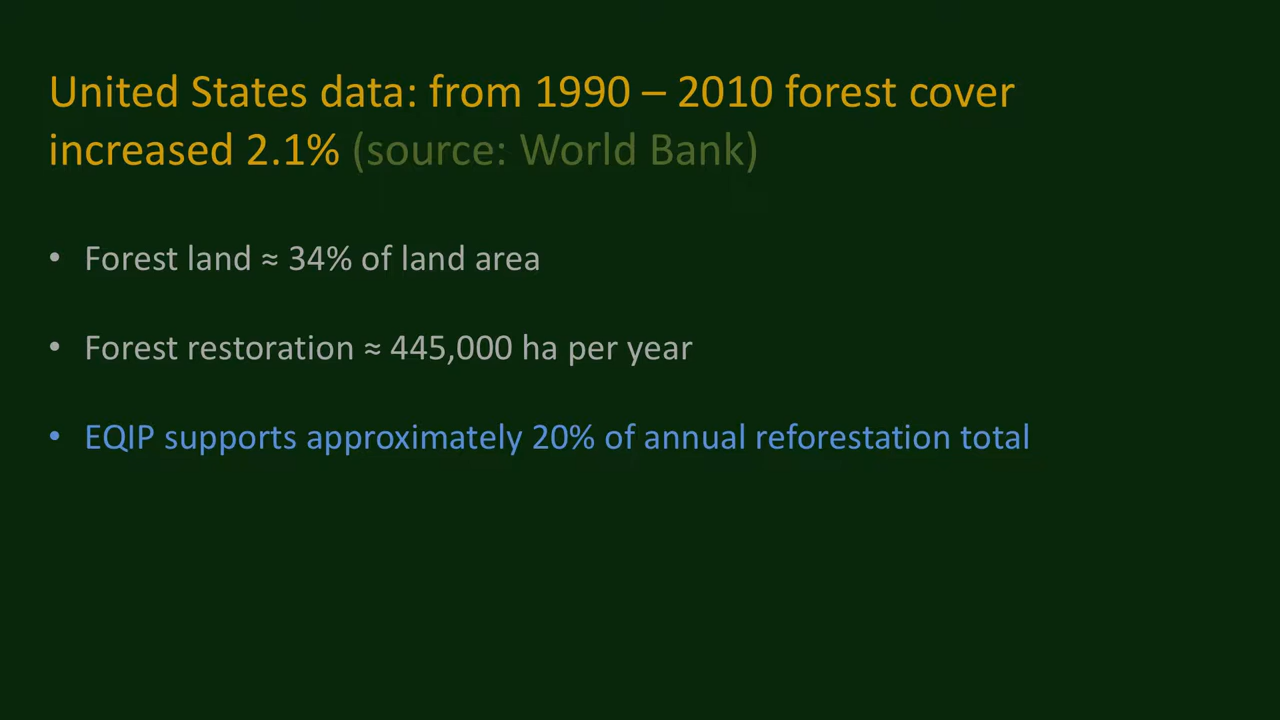 United States data: from 1990 – 2010 forest cover
increased 2.1% (source: World Bank)
• Forest land ≈ 34% of land area
• Forest restoration ≈ 445,000 ha per year
• EQIP supports approximately 20% of annual reforestation total